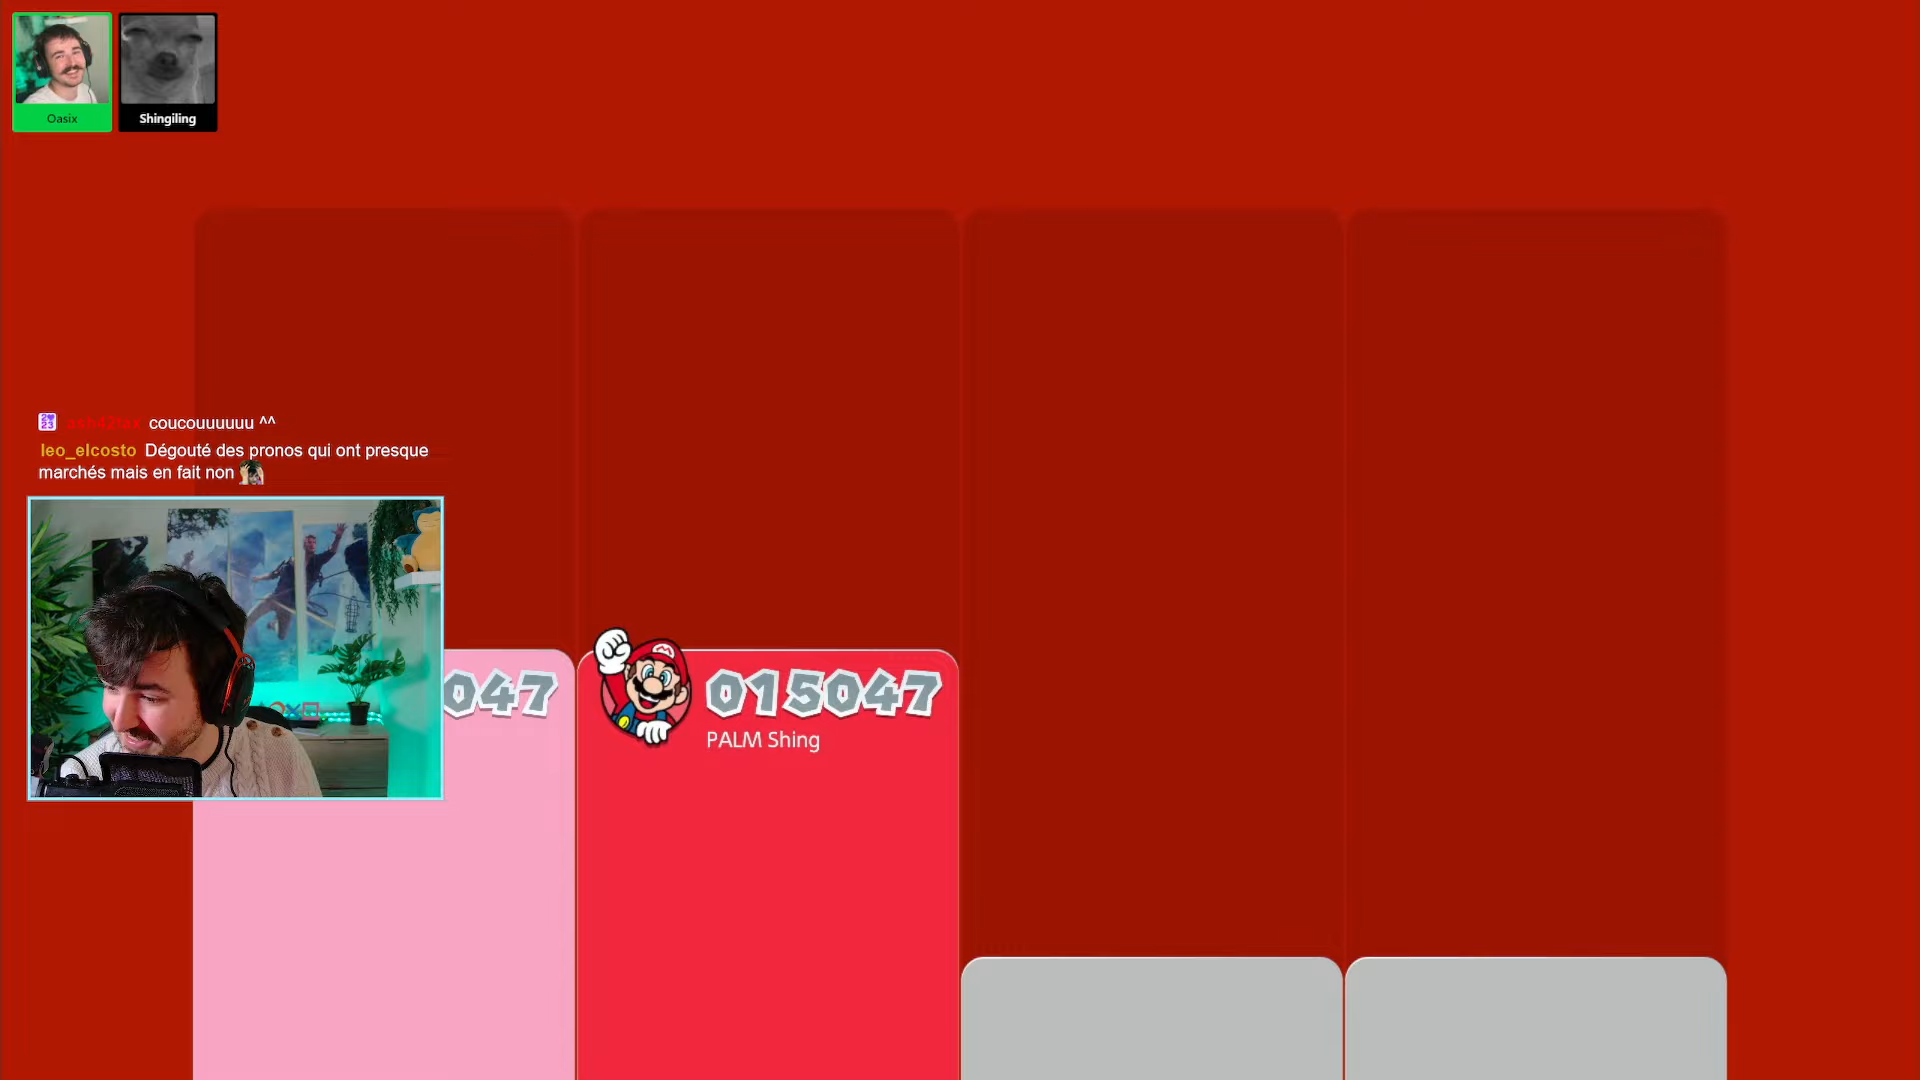 Oasix
Shingiling
ash42tax coucouuuuuu ^^
leo_elcosto Dégouté des pronos qui ont presque
marchés mais en fait non
047
015047
PALM Shing